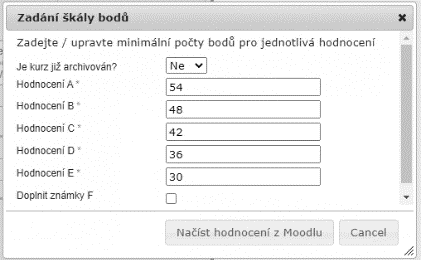 Zadání škály bodů
Zadejte / upravte minimální počty bodů pro jednotlivá hodnocení
Je kurz již archivován? Ne
Hodnocení A * 54
Hodnocení B * 48
Hodnocení C * 42
Hodnocení D * 36
Hodnocení E * 30
Doplnit známky F
Načíst hodnocení z Moodlu Cancel